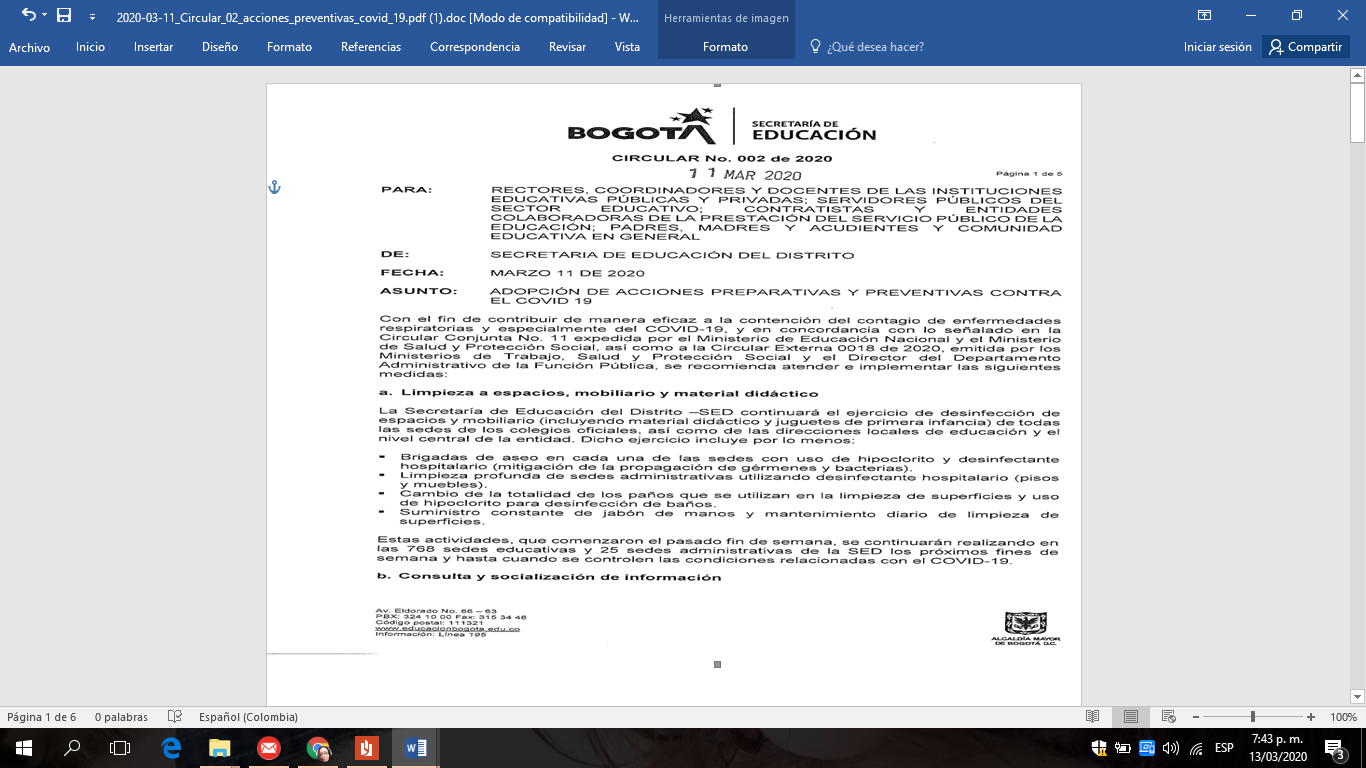 2020-03-11_Circular_02_acciones_preventivas_covid_19.pdf (1).doc [Modo de compatibilidad] - W...
Herramientas de imagen
Archivo Inicio Insertar Diseño Formato Referencias Correspondencia Revisar Vista Formato ¿Qué desea hacer? Iniciar sesión Compartir
BOGOTÁ
SECRETARÍA DE
EDUCACIÓN
CIRCULAR No. 002 de 2020
11 MAR 2020
Página 1 de 5
PARA: RECTORES, COORDINADORES Y DOCENTES DE LAS INSTITUCIONES
EDUCATIVAS PÚBLICAS Y PRIVADAS; SERVIDORES PÚBLICOS DEL
SECTOR EDUCATIVO; CONTRATISTAS Y ENTIDADES
COLABORADORAS DE LA PRESTACIÓN DEL SERVICIO PÚBLICO DE LA
EDUCACIÓN; PADRES, MADRES Y ACUDIENTES Y COMUNIDAD
EDUCATIVA EN GENERAL
DE: SECRETARIA DE EDUCACIÓN DEL DISTRITO
FECHA: MARZO 11 DE 2020
ASUNTO: ADOPCIÓN DE ACCIONES PREPARATIVAS Y PREVENTIVAS CONTRA
EL COVID 19
Con el fin de contribuir de manera eficaz a la contención del contagio de enfermedades
respiratorias y especialmente del COVID-19, y en concordancia con lo señalado en la
Circular Conjunta No. 11 expedida por el Ministerio de Educación Nacional y el Ministerio
de Salud y Protección Social, así como a la Circular Externa 0018 de 2020, emitida por los
Ministerios de Trabajo, Salud y Protección Social y el Director del Departamento
Administrativo de la Función Pública, se recomienda atender e implementar las siguientes
medidas:
a. Limpieza a espacios, mobiliario y material didáctico
La Secretaría de Educación del Distrito –SED continuará el ejercicio de desinfección de
espacios y mobiliario (incluyendo material didáctico y juguetes de primera infancia) de todas
las sedes de los colegios oficiales, así como de las direcciones locales de educación y el
nivel central de la entidad. Dicho ejercicio incluye por lo menos:
- Brigadas de aseo en cada una de las sedes con uso de hipoclorito y desinfectante
hospitalario (mitigación de la propagación de gérmenes y bacterias).
- Limpieza profunda de sedes administrativas utilizando desinfectante hospitalario (pisos
y muebles).
- Cambio de la totalidad de los paños que se utilizan en la limpieza de superficies y uso
de hipoclorito para desinfección de baños.
- Suministro constante de jabón de manos y mantenimiento diario de limpieza de
superficies.
Estas actividades, que comenzaron el pasado fin de semana, se continuarán realizando en
las 768 sedes educativas y 25 sedes administrativas de la SED los próximos fines de
semana y hasta cuando se controlen las condiciones relacionadas con el COVID-19.
b. Consulta y socialización de información
Av. Eldorado No. 66 – 63
PBX: 324 10 00 Fax: 315 34 48
Código postal: 111321
www.educacionbogota.edu.co
Información: Línea 195
ALCALDÍA MAYOR
DE BOGOTÁ D.C.
Página 1 de 6 0 palabras Español (Colombia) 100%
ESP
7:43 p. m.
13/03/2020
3